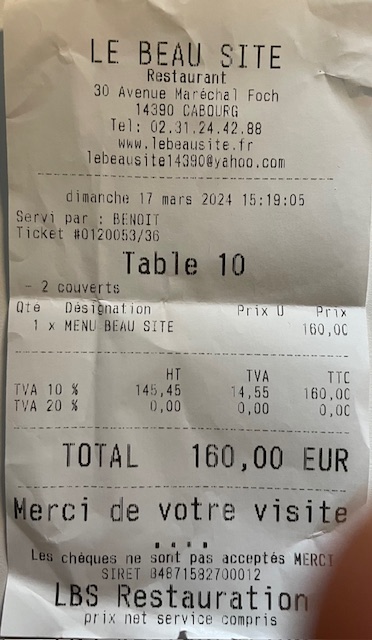 LE BEAU SITE
Restaurant
30 Avenue Maréchal Foch
14390 CABOURG
Tel: 02.31.24.42.88
www.lebeausite.fr
lebeausite14390@yahoo.com
dimanche 17 mars 2024 15:19:05
Servi par : BENOIT
Ticket #0120053/36
Table 10
- 2 couverts
Qte Désignation Prix U Prix
1 x MENU BEAU SITE 160,00
HT TVA TTC
TVA 10 % 145,45 14,55 160,00
TVA 20 % 0,00 0,00 0,00
TOTAL 160,00 EUR
Merci de votre visite
Les chèques ne sont pas acceptés MERCI
SIRET 84871582700012
LBS Restauration
prix net service compris